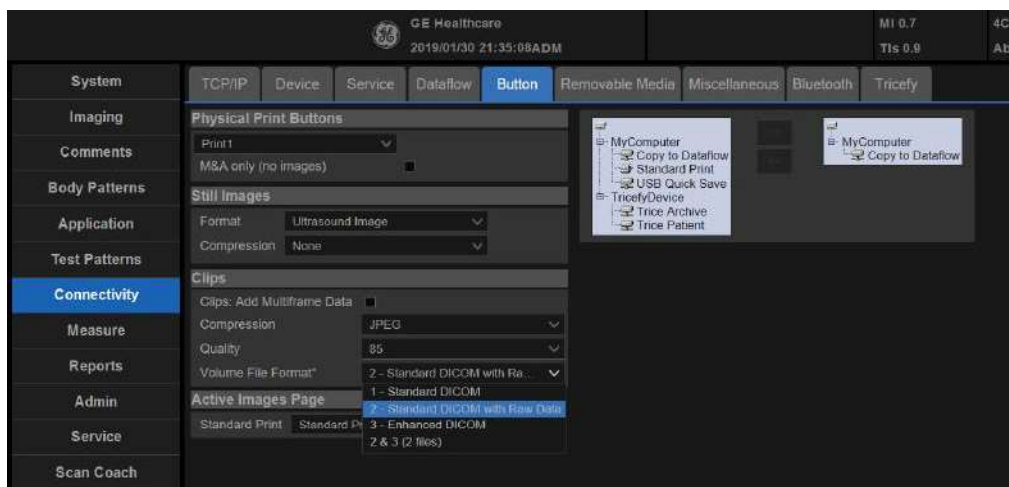 GE Healthcare
2019/01/30 21:35:08ADM
MI 0.7
TIs 0.9
4C
Ab
System
Imaging
Comments
Body Patterns
Application
Test Patterns
Connectivity
Measure
Reports
Admin
Service
Scan Coach
TCP/IP Device Service Dataflow Button Removable Media Miscellaneous Bluetooth Tricefy
Physical Print Buttons
Print1
M&A only (no images)
Still Images
Format Ultrasound Image
Compression None
Clips
Clips: Add Multiframe Data
Compression JPEG
Quality 85
Volume File Format* 2 - Standard DICOM with Ra...
1 - Standard DICOM
2 - Standard DICOM with Raw Data
3 - Enhanced DICOM
2 & 3 (2 files)
Active Images Page
Standard Print Standard Pr
MyComputer
Copy to Dataflow
Standard Print
USB Quick Save
TricefyDevice
Trice Archive
Trice Patient
MyComputer
Copy to Dataflow